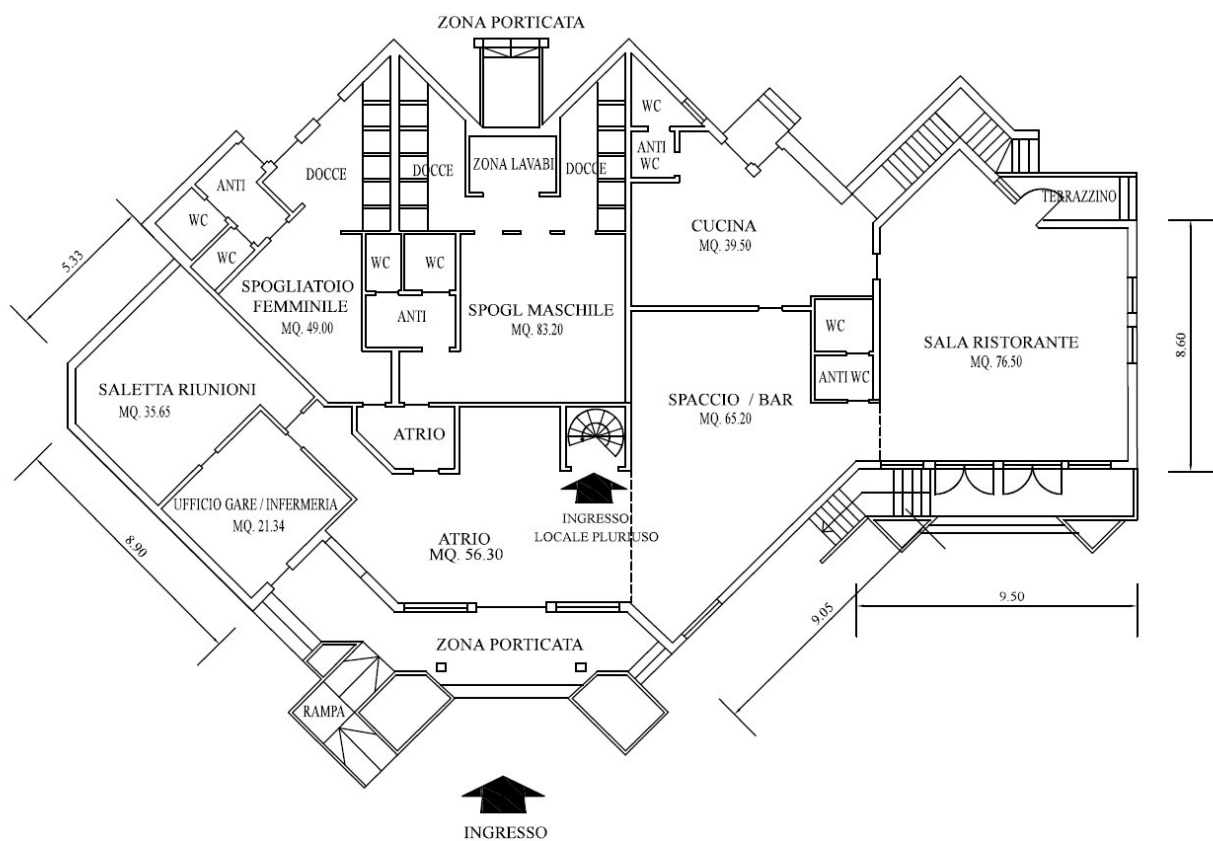 ZONA PORTICATA
WC
ANTI
WC
ZONA LAVABI
DOCCE
DOCCE
DOCCE
ANTI
WC
WC
TERRAZZINO
CUCINA
MQ. 39.50
5.33
WC
SPOGLIATOIO
FEMMINILE
MQ. 49.00
WC
WC
ANTI
SPOGL MASCHILE
MQ. 83.20
WC
ANTI WC
SALA RISTORANTE
MQ. 76.50
8.60
SALETTA RIUNIONI
MQ. 35.65
SPACCIO / BAR
MQ. 65.20
ATRIO
UFFICIO GARE / INFERMERIA
MQ. 21.34
INGRESSO
LOCALE PLURIUSO
ATRIO
MQ. 56.30
8.90
9.50
9.05
ZONA PORTICATA
RAMPA
INGRESSO